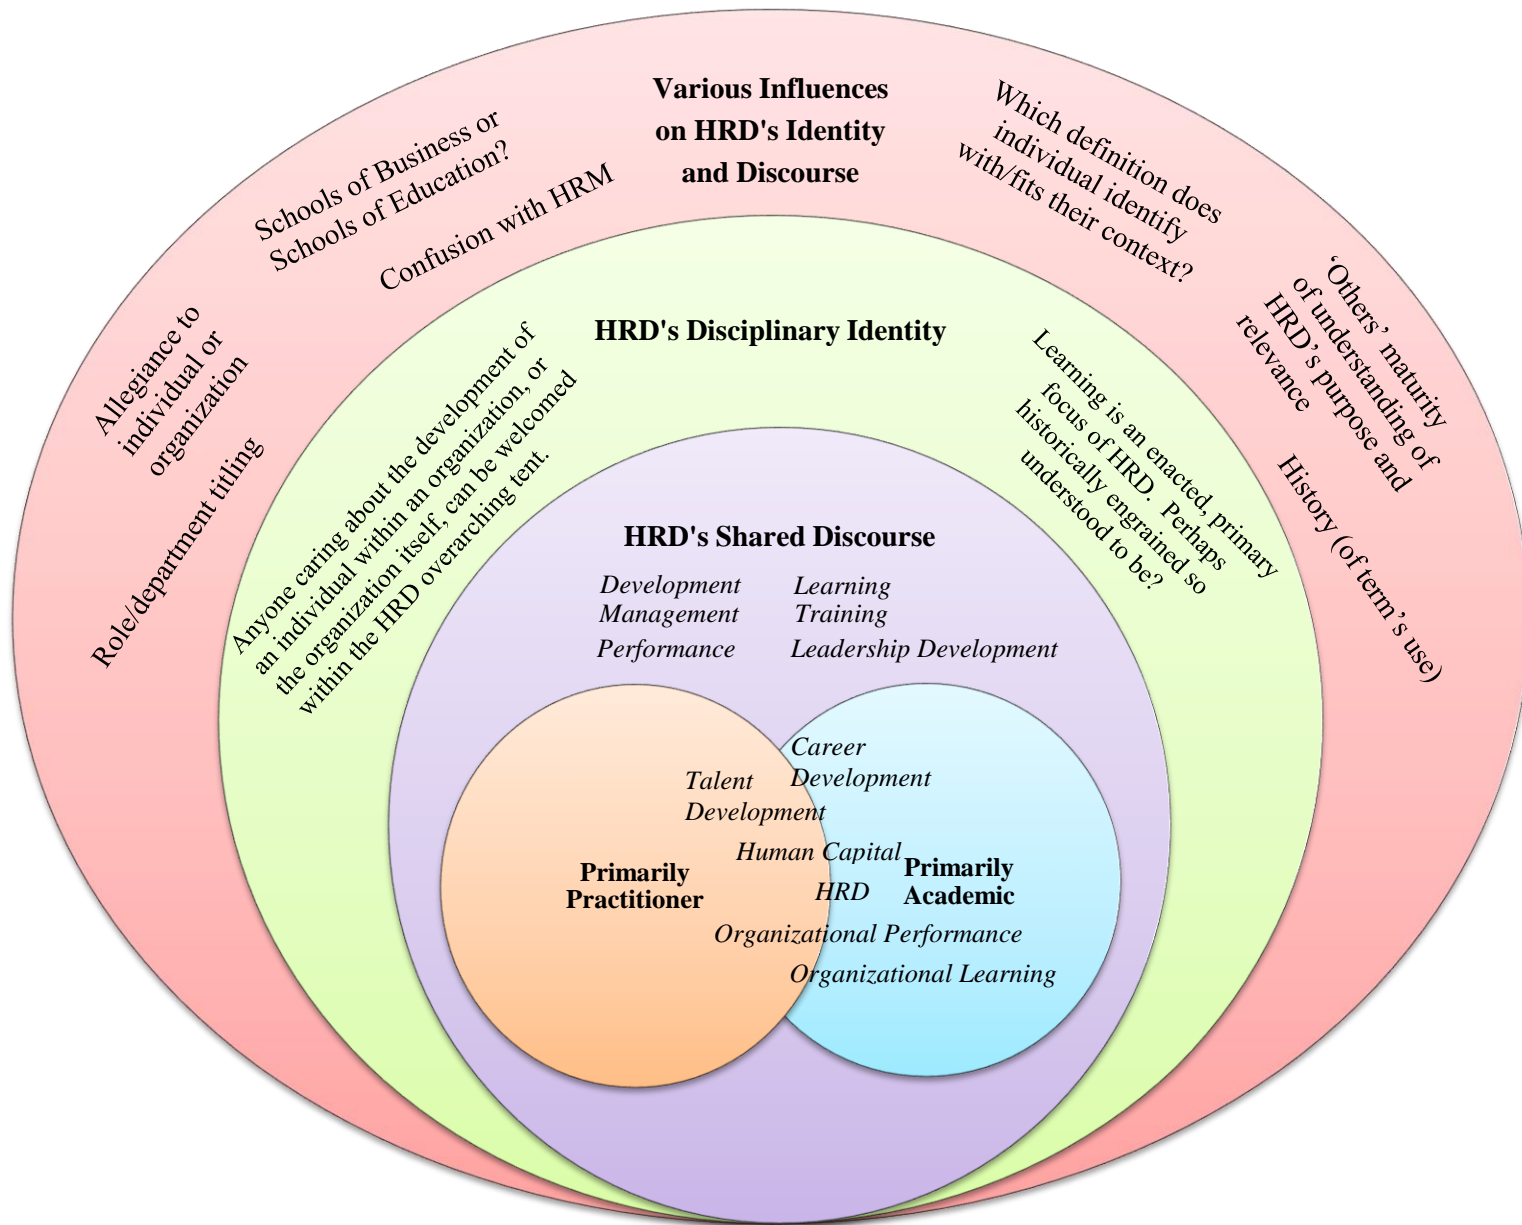 Various Influences
on HRD's Identity
and Discourse
Schools of Business or
Schools of Education?
Confusion with HRM
Which definition does
individual identify
with/fits their context?
Allegiance to
individual or
organization
Role/department titling
‘Others’ maturity
of understanding of
HRD’s purpose and
relevance
History (of term’s use)
HRD's Disciplinary Identity
Anyone caring about the development of
an individual within an organization, or
the organization itself, can be welcomed
within the HRD overarching tent.
Learning is an enacted, primary
focus of HRD. Perhaps
historically engrained so
understood to be?
HRD's Shared Discourse
Development
Management
Performance
Learning
Training
Leadership Development
Career
Development
Talent
Development
Human Capital
HRD
Organizational Performance
Organizational Learning
Primarily
Practitioner
Primarily
Academic